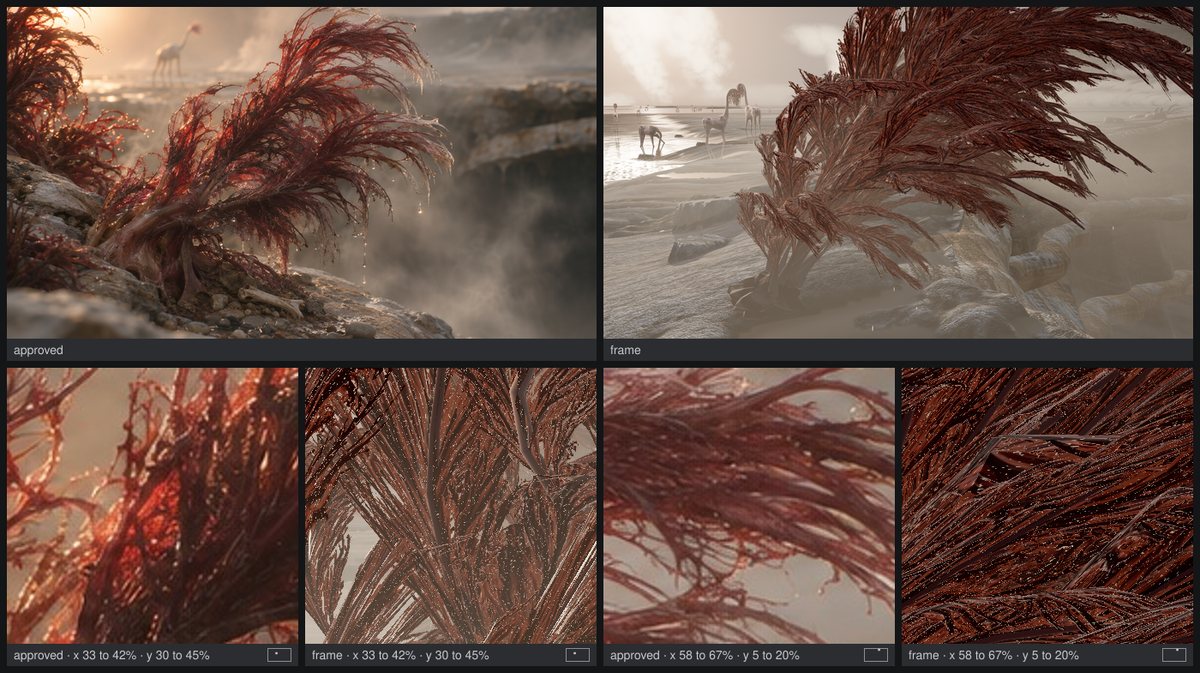 approved
frame
approved · x 33 to 42% · y 30 to 45%
frame · x 33 to 42% · y 30 to 45%
approved · x 58 to 67% · y 5 to 20%
frame · x 58 to 67% · y 5 to 20%